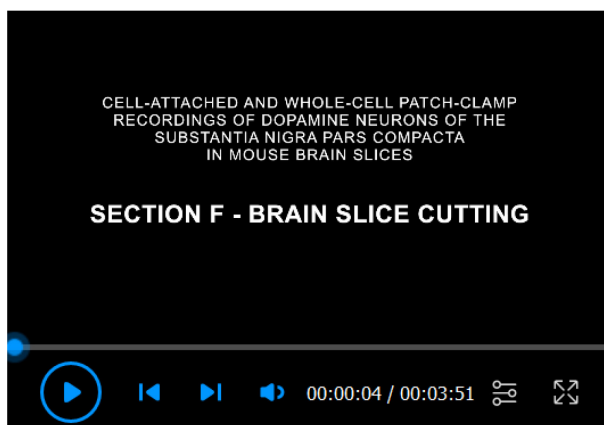 CELL-ATTACHED AND WHOLE-CELL PATCH-CLAMP
RECORDINGS OF DOPAMINE NEURONS OF THE
SUBSTANTIA NIGRA PARS COMPACTA
IN MOUSE BRAIN SLICES
SECTION F - BRAIN SLICE CUTTING
00:00:04 / 00:03:51